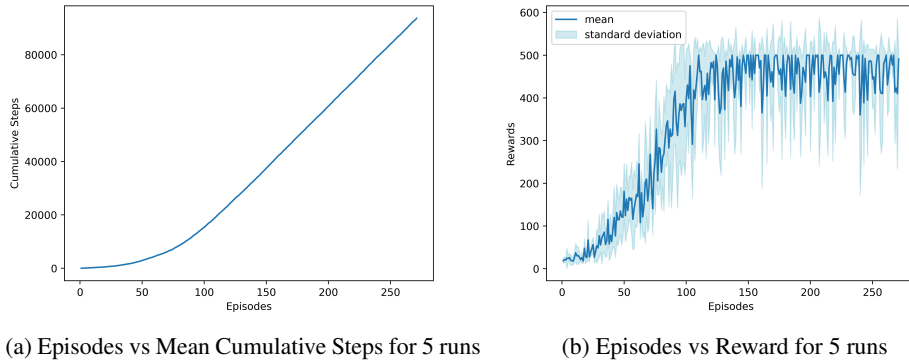 80000
60000
40000
20000
0
Cumulative Steps
0 50 100 150 200 250
Episodes
(a) Episodes vs Mean Cumulative Steps for 5 runs
mean
standard deviation
600
500
400
300
200
100
0
Rewards
0 50 100 150 200 250
Episodes
(b) Episodes vs Reward for 5 runs